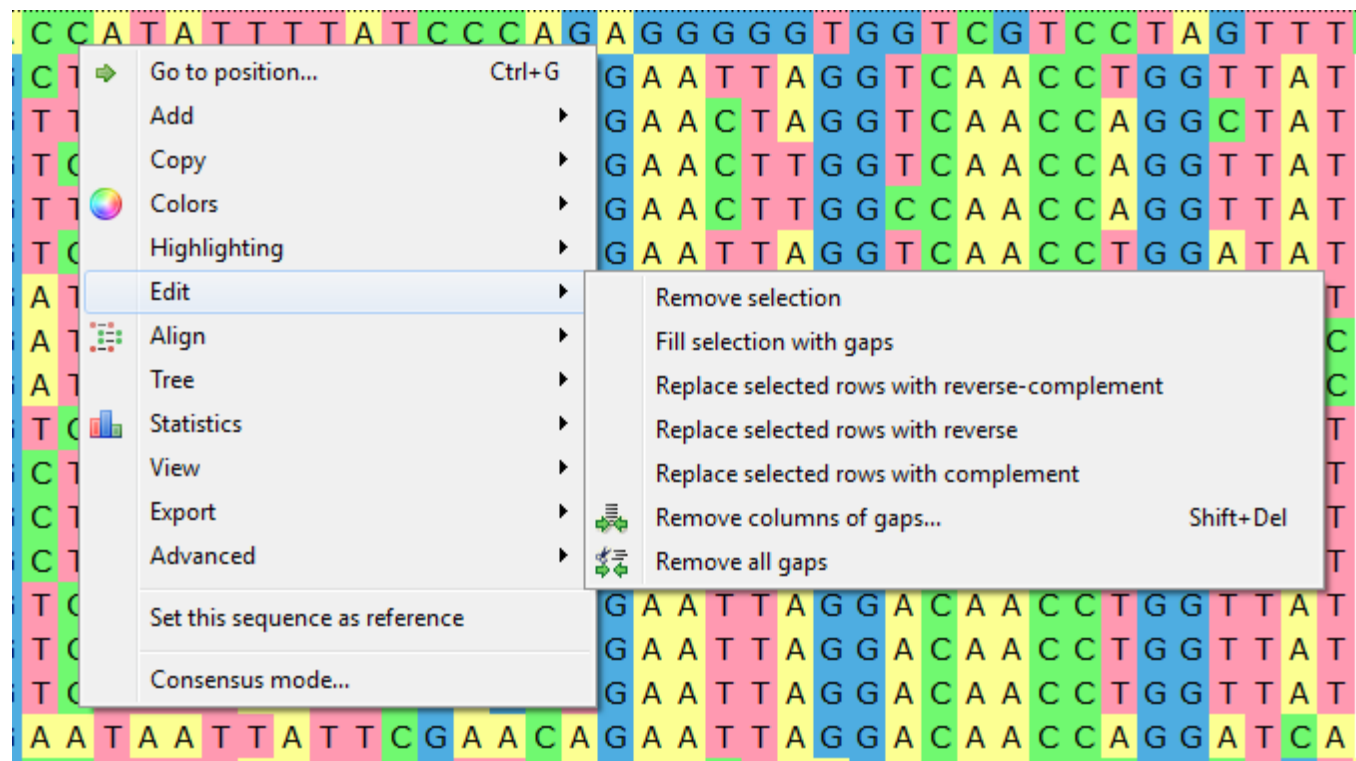 C C A T A T T T T A T C C C A G A G G G G G T G G T C G T C C T A G T T T
C T Go to position... Ctrl+G G A A T T A G G T C A A C C T G G T T A T
T T Add G A A C T A G G T C A A C C A G G C T A T
T C Copy G A A C T T G G T C A A C C A G G T T A T
T T Colors G A A C T T G G C C A A C C A G G T T A T
T C Highlighting G A A T T A G G T C A A C C T G G A T A T
A T Edit Remove selection T
A T Align Fill selection with gaps C
A T Tree Replace selected rows with reverse-complement C
T C Statistics Replace selected rows with reverse T
C T View Replace selected rows with complement T
C T Export Remove columns of gaps... Shift+Del T
C T Advanced Remove all gaps T
T C Set this sequence as reference G A A T T A G G A C A A C C T G G T T A T
T C G A A T T A G G A C A A C C T G G T T A T
T C Consensus mode... G A A T T A G G A C A A C C T G G T T A T
A A T A A T T A T T C G A A C A G A A T T A G G A C A A C C A G G A T C A